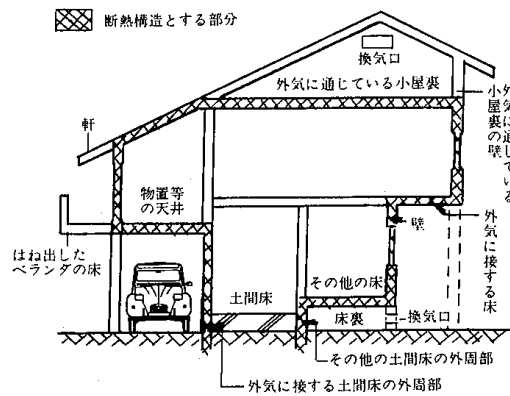 断熱構造とする部分
換気口
外気に通じている小屋裏
外気に通じている
小屋裏の壁
軒
物置等
の天井
壁
外気に接する床
はね出した
ベランダの床
土間床
その他の床
床裏
換気口
その他の土間床の外周部
外気に接する土間床の外周部